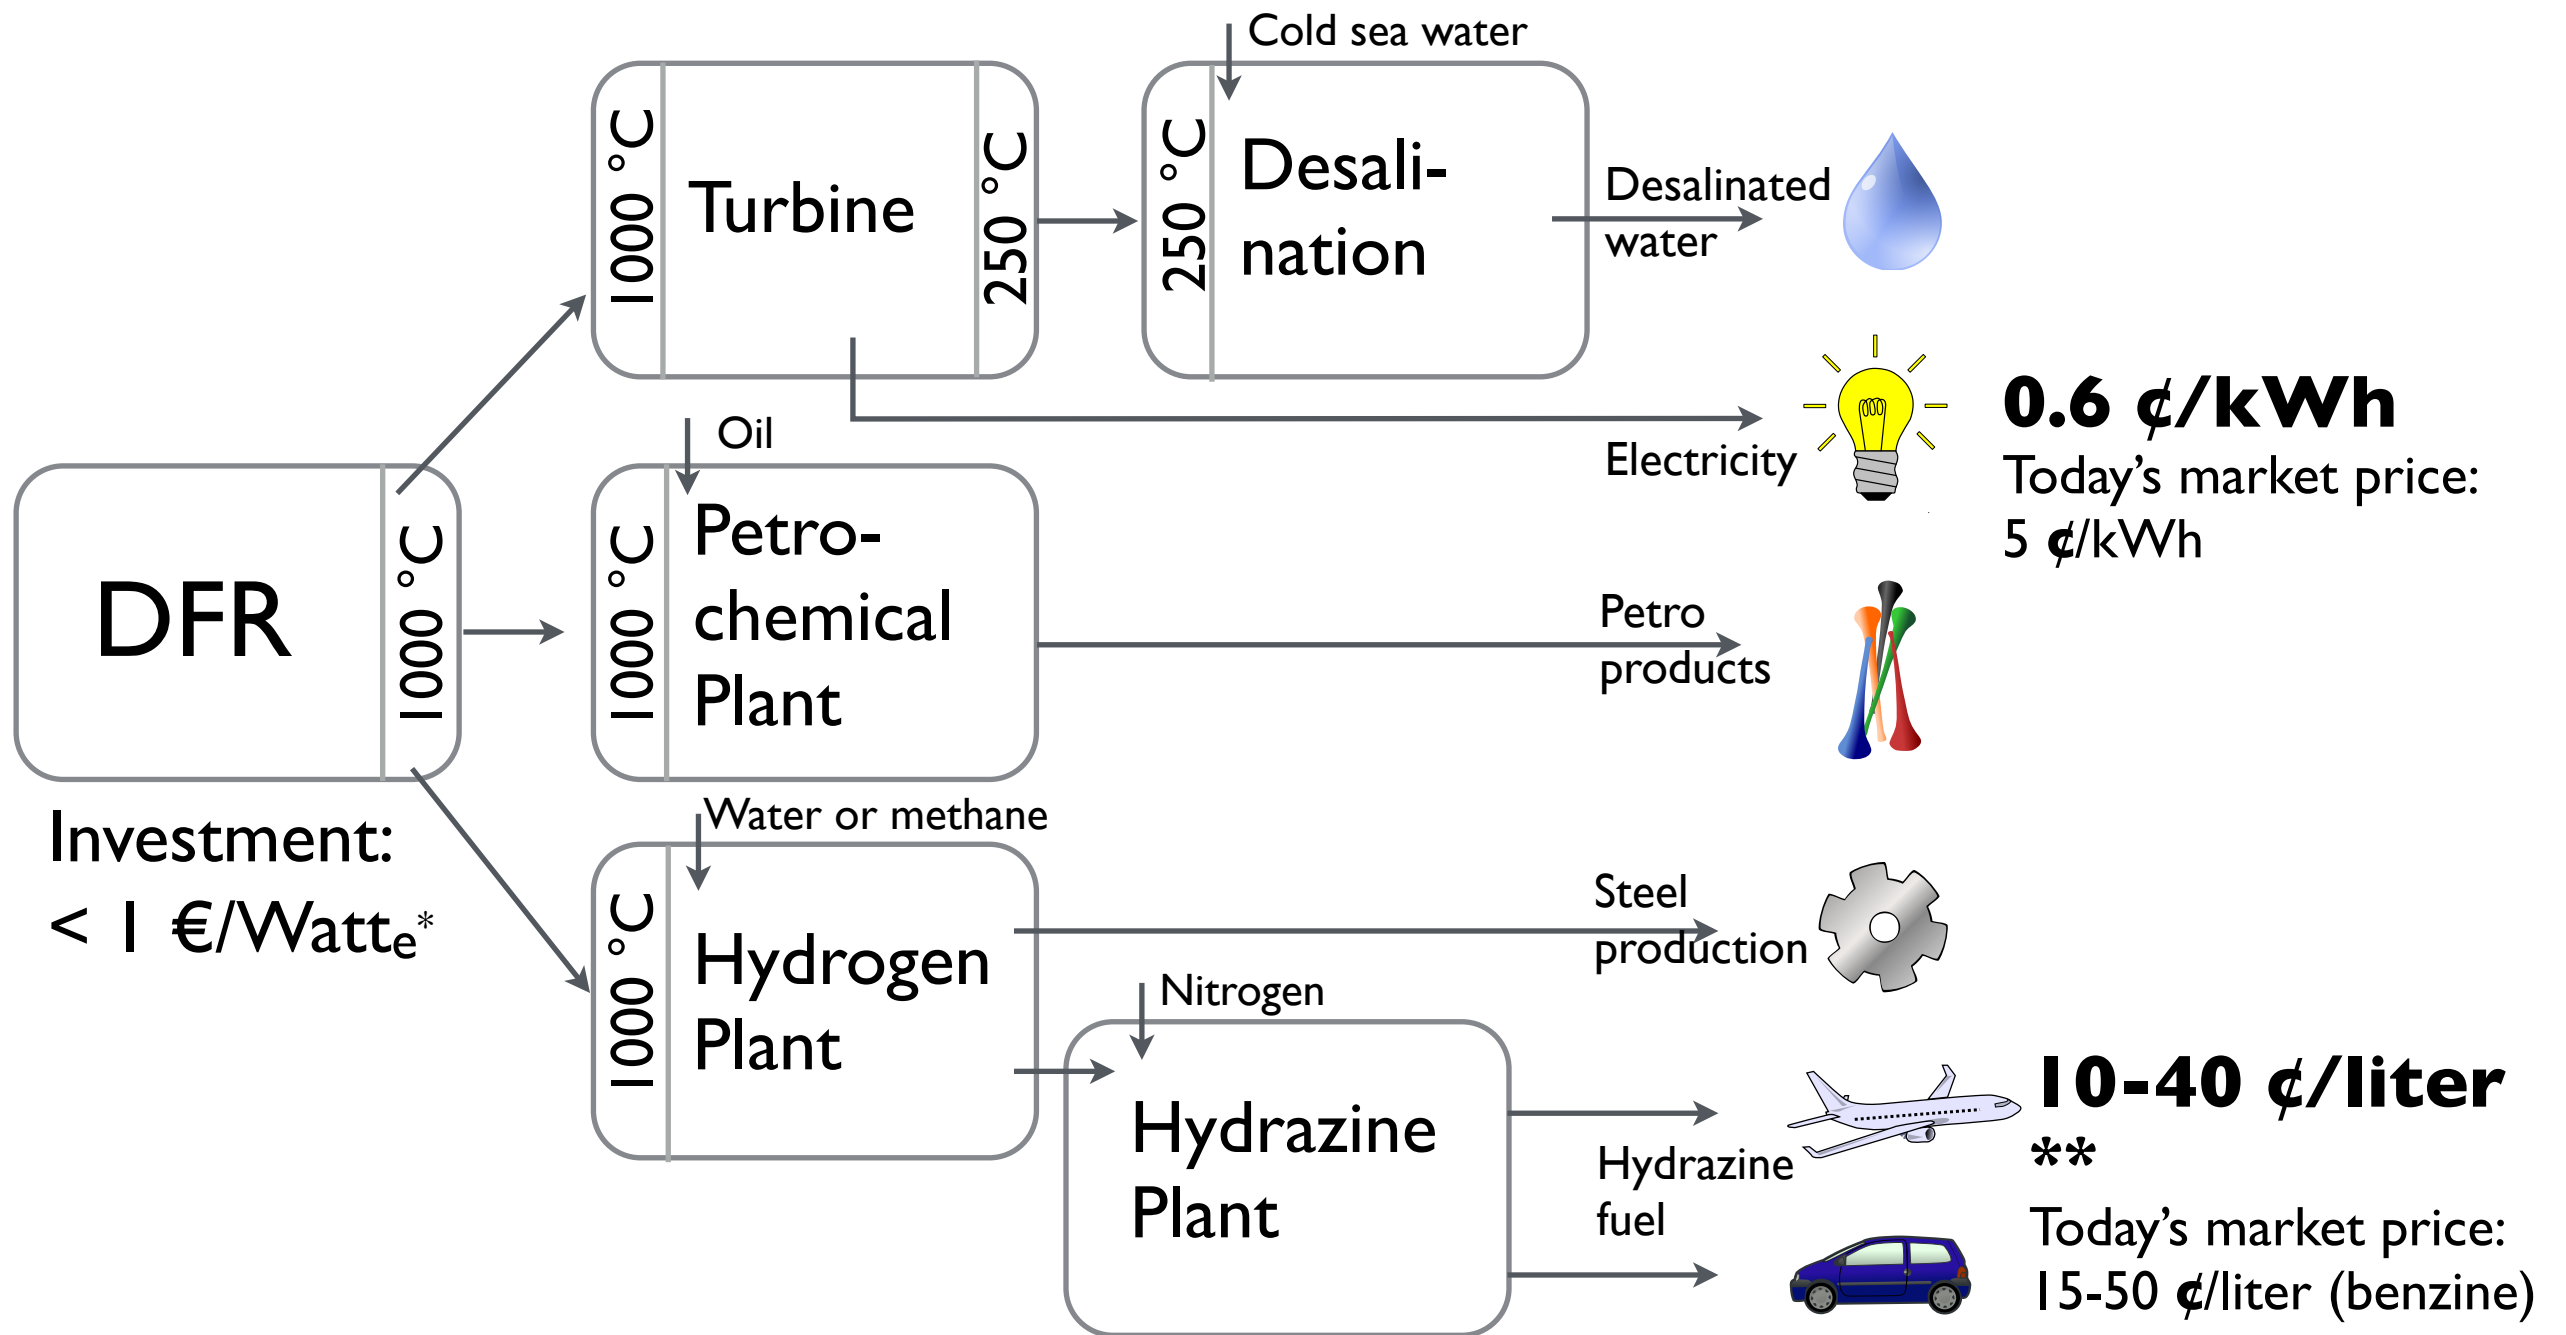 Cold sea water
1000 °C
Turbine
250 °C
250 °C
Desali-
nation
Desalinated
water
0.6 ¢/kWh
Today's market price:
5 ¢/kWh
Electricity
Oil
DFR
1000 °C
1000 °C
Petro-
chemical
Plant
Petro
products
Investment:
< 1 €/Watte*
Water or methane
1000 °C
Hydrogen
Plant
Steel
production
Nitrogen
Hydrazine
Plant
Hydrazine
fuel
10-40 ¢/liter
**
Today's market price:
15-50 ¢/liter (benzine)